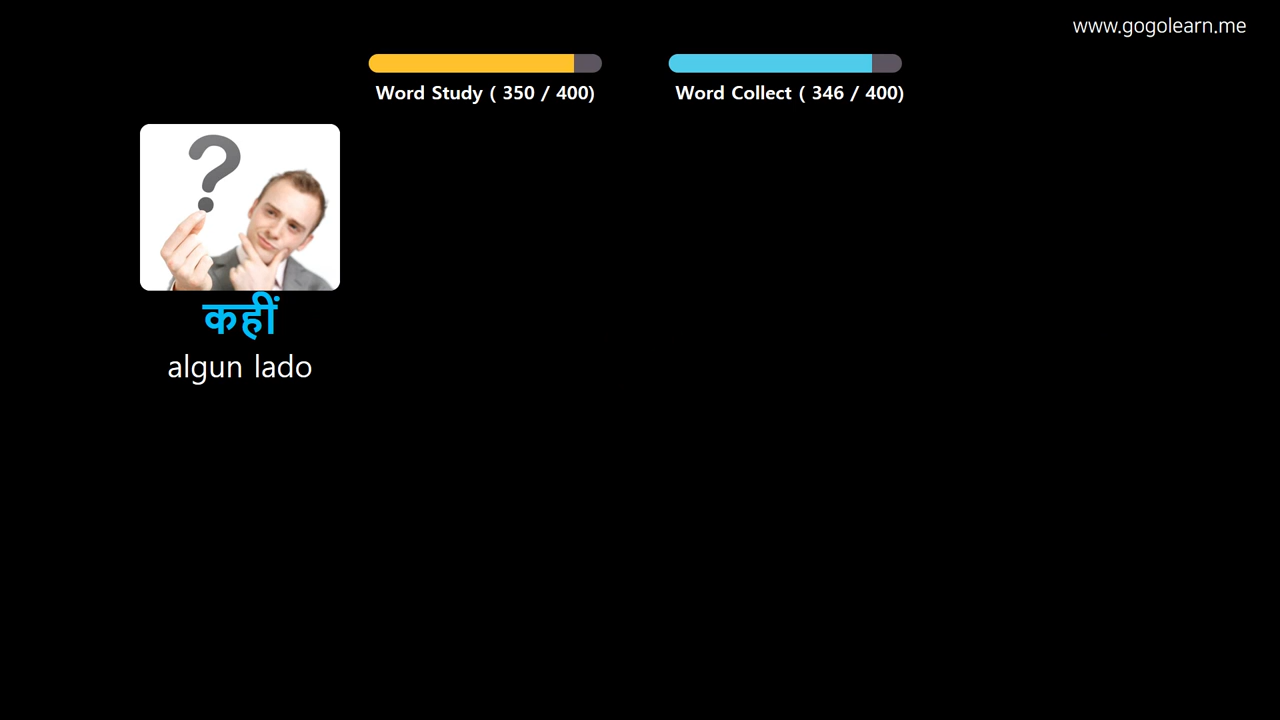 www.gogolearn.me
Word Study ( 350 / 400)
Word Collect ( 346 / 400)
कहीं
algun lado